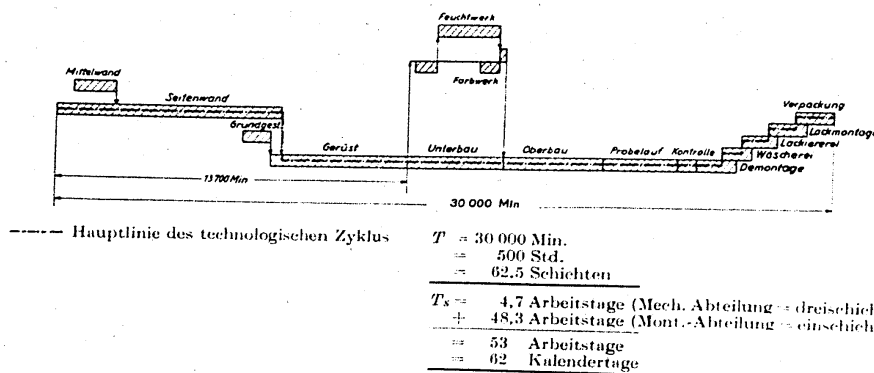 Feuchtwerk
Mittelwand
Farbwerk
Seitenwand
Verpackung
Grundgest.
Lackmontage
Lackiererei
Gerüst Unterbau Oberbau Probelauf Kontrolle Wäscherei
Demontage
13700 Min
30 000 Min
Hauptlinie des technologischen Zyklus
T = 30 000 Min.
= 500 Std.
= 62,5 Schichten
Ts = 4,7 Arbeitstage (Mech. Abteilung = dreischich
+ 48,3 Arbeitstage (Mont.-Abteilung = einschich
= 53 Arbeitstage
= 62 Kalendertage